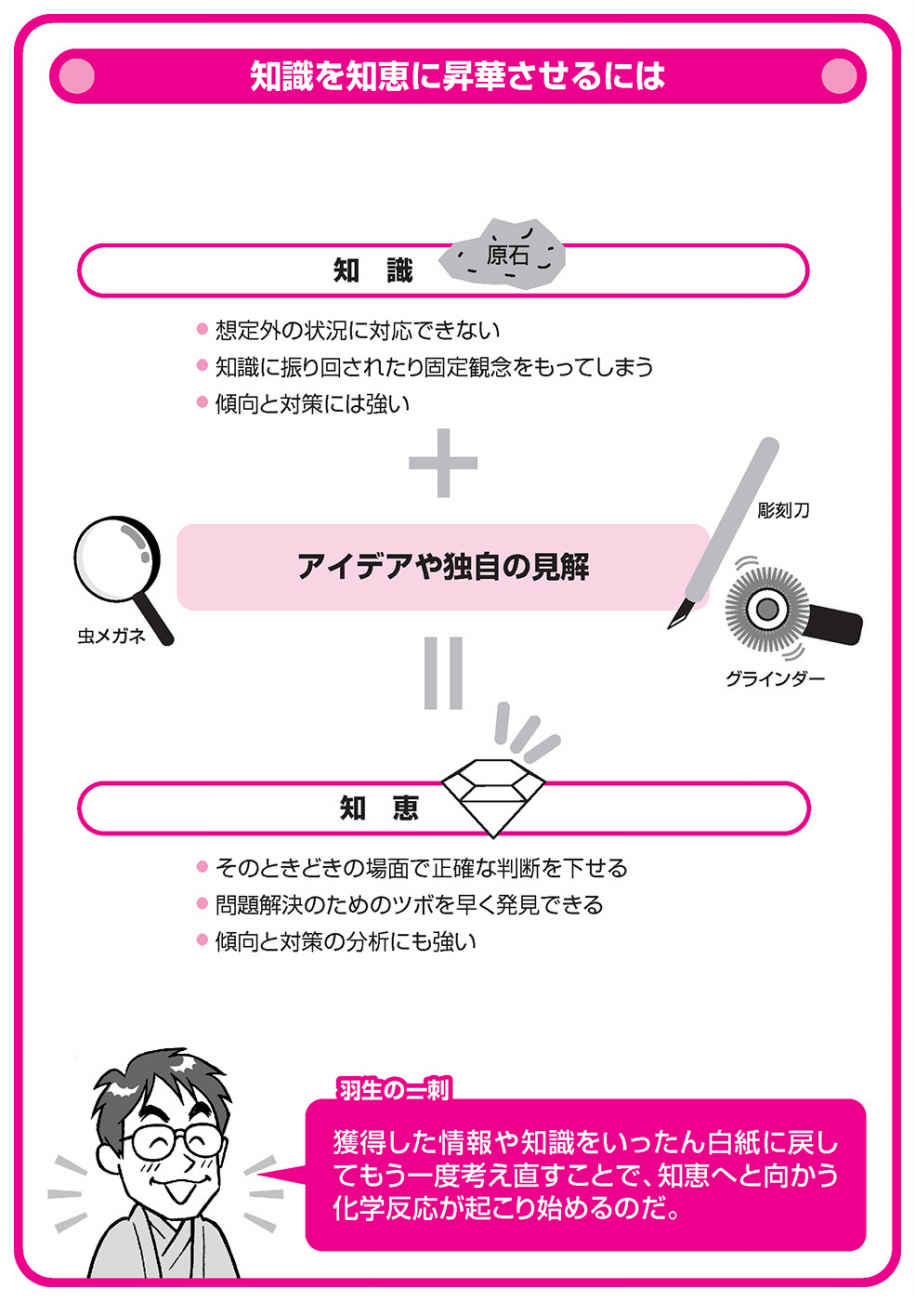 知識を知恵に昇華させるには
原石
知　識
● 想定外の状況に対応できない
● 知識に振り回されたり固定観念をもってしまう
● 傾向と対策には強い
＋
彫刻刀
アイデアや独自の見解
虫メガネ
グラインダー
知　恵
● そのときどきの場面で正確な判断を下せる
● 問題解決のためのツボを早く発見できる
● 傾向と対策の分析にも強い
羽生の一刺
獲得した情報や知識をいったん白紙に戻し
てもう一度考え直すことで、知恵へと向かう
化学反応が起こり始めるのだ。